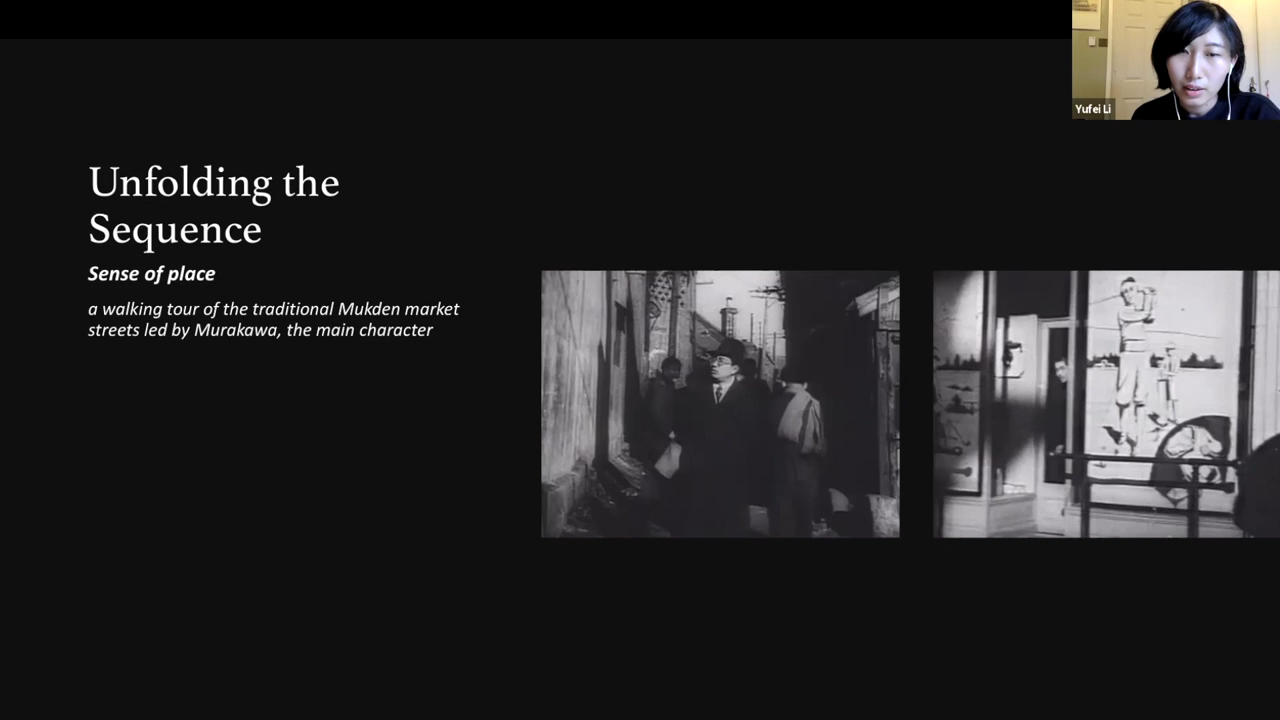 Yufei Li
Unfolding the
Sequence
Sense of place
a walking tour of the traditional Mukden market
streets led by Murakawa, the main character